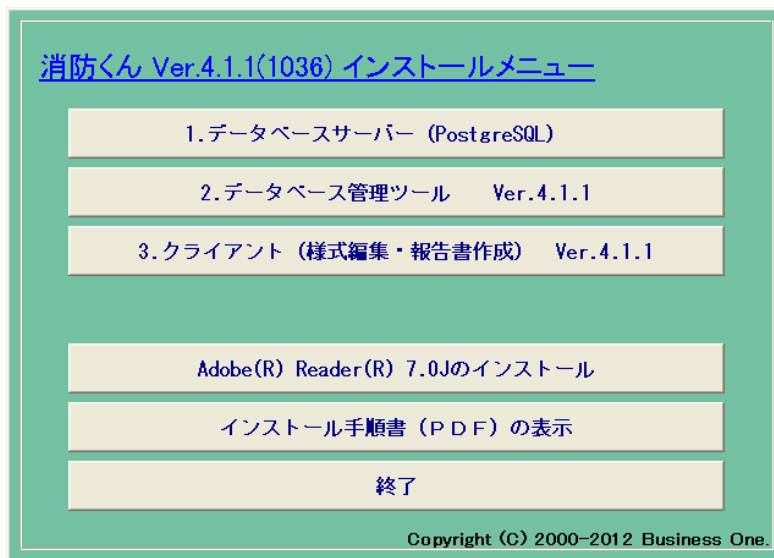 消防くん Ver.4.1.1(1036) インストールメニュー
1.データベースサーバー (PostgreSQL)
2.データベース管理ツール　　Ver.4.1.1
3.クライアント (様式編集・報告書作成)　Ver.4.1.1
Adobe(R) Reader(R) 7.0Jのインストール
インストール手順書（ＰＤＦ）の表示
終了
Copyright (C) 2000-2012 Business One.